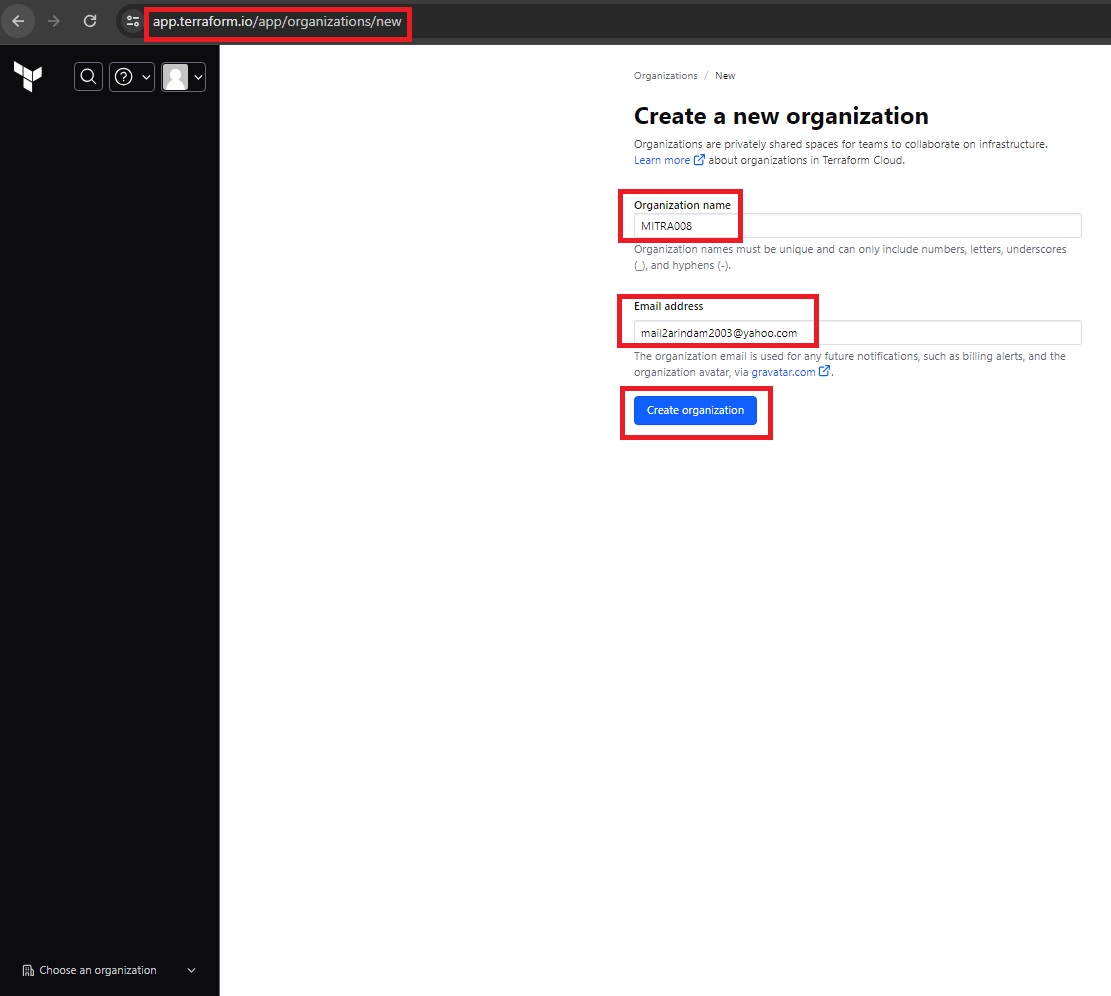 app.terraform.io/app/organizations/new
Organizations / New
Create a new organization
Organizations are privately shared spaces for teams to collaborate on infrastructure.
Learn more about organizations in Terraform Cloud.
Organization name
MITRA008
Organization names must be unique and can only include numbers, letters, underscores
(_), and hyphens (-).
Email address
mail2arindam2003@yahoo.com
The organization email is used for any future notifications, such as billing alerts, and the
organization avatar, via gravatar.com.
Create organization
Choose an organization